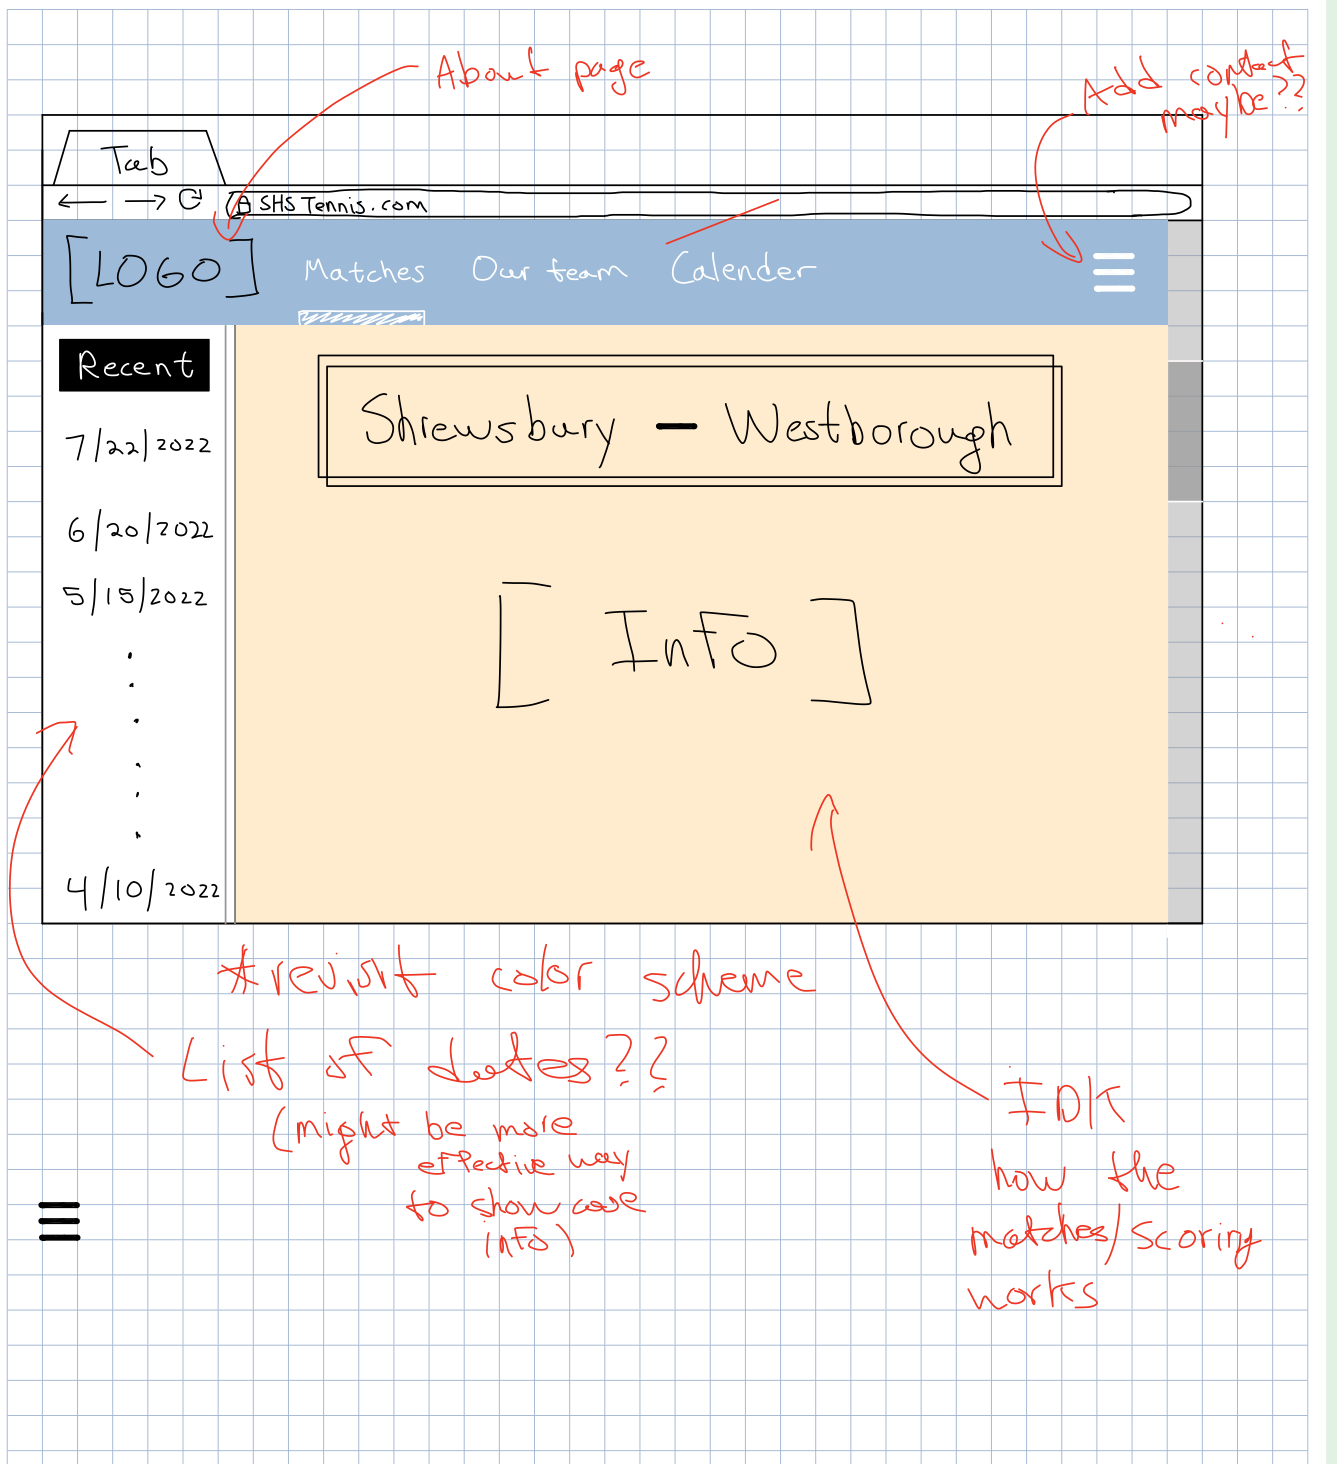 About page
Add contact
maybe??
Tab
SHS Tennis.com
[LOGO] Matches Our team Calender
Recent
Shrewsbury - Westborough
7/22/2022
6/20/2022
5/15/2022
[Info]
4/10/2022
*revisit color scheme
List of dates??
(might be more
effective way
to showcase
info)
IDK
how the
matches/scoring
works